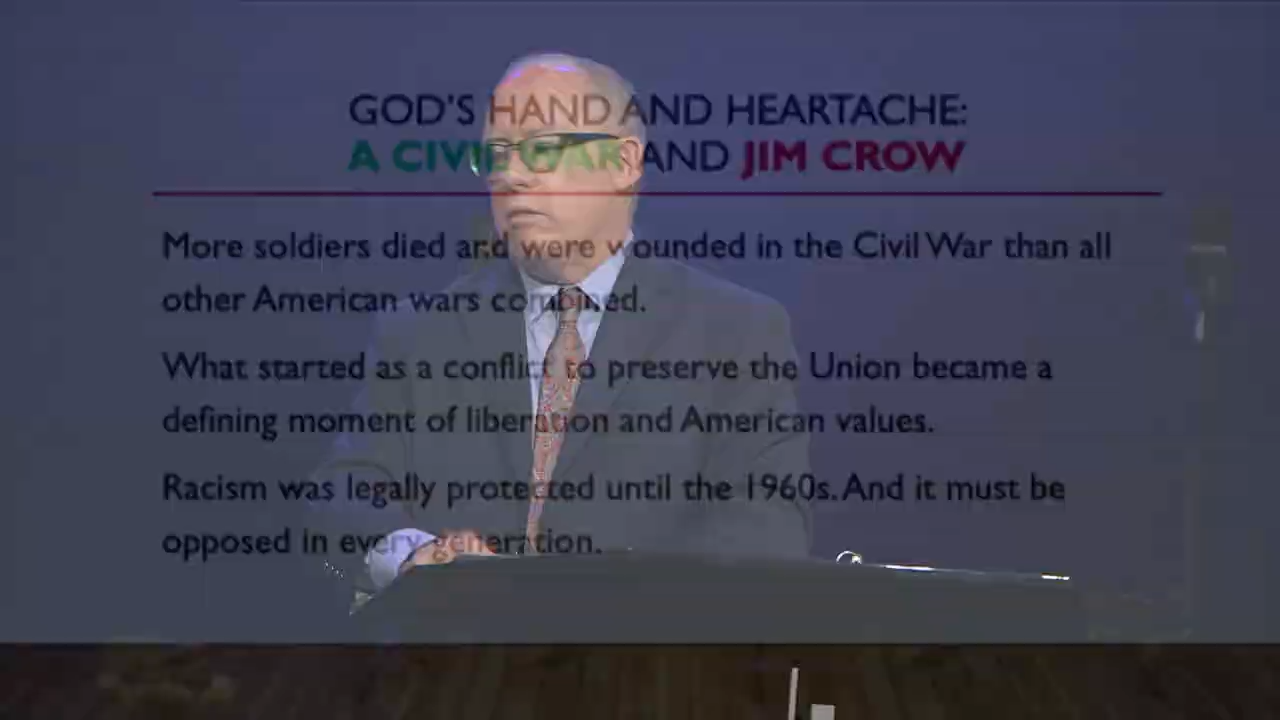 GOD'S HAND AND HEARTACHE:
A CIVIL WAR AND JIM CROW
More soldiers died and were wounded in the Civil War than all
other American wars combined.
What started as a conflict to preserve the Union became a
defining moment of liberation and American values.
Racism was legally protected until the 1960s. And it must be
opposed in every generation.